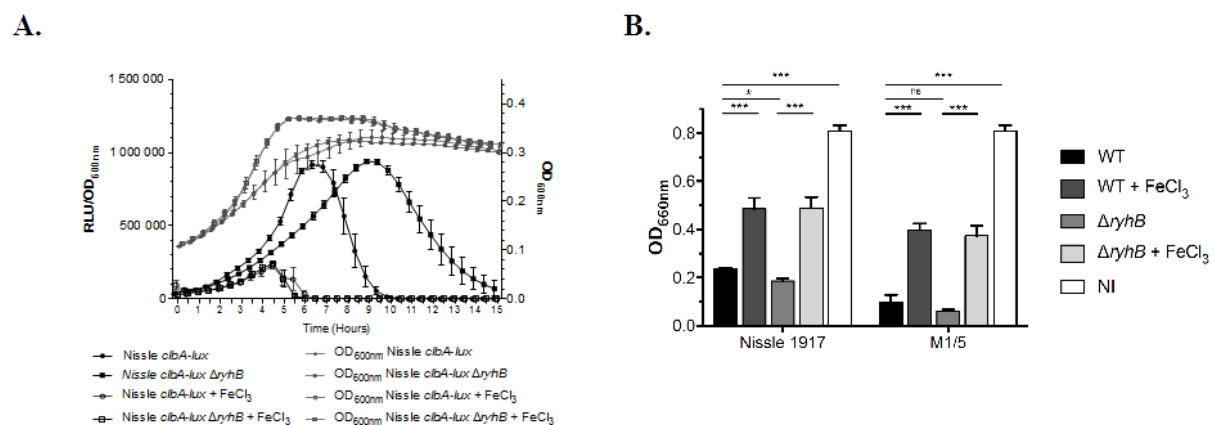 A.
B.
1 500 000
1000 000
500 000
0
RLU/OD600nm
0.4
0.3
0.2
0.1
0.0
OD600nm
0 1 2 3 4 5 6 7 8 9 10 11 12 13 14 15
Time (Hours)
Nissle clbA-lux
Nissle clbA-lux ΔryhB
Nissle clbA-lux + FeCl3
Nissle clbA-lux ΔryhB + FeCl3
OD600nm Nissle clbA-lux
OD600nm Nissle clbA-lux ΔryhB
OD600nm Nissle clbA-lux + FeCl3
OD600nm Nissle clbA-lux ΔryhB + FeCl3
*** ***
* ns
*** *** *** ***
0.8
0.6
0.4
0.2
0.0
OD660nm
Nissle 1917 M1/5
WT
WT + FeCl3
ΔryhB
ΔryhB + FeCl3
NI